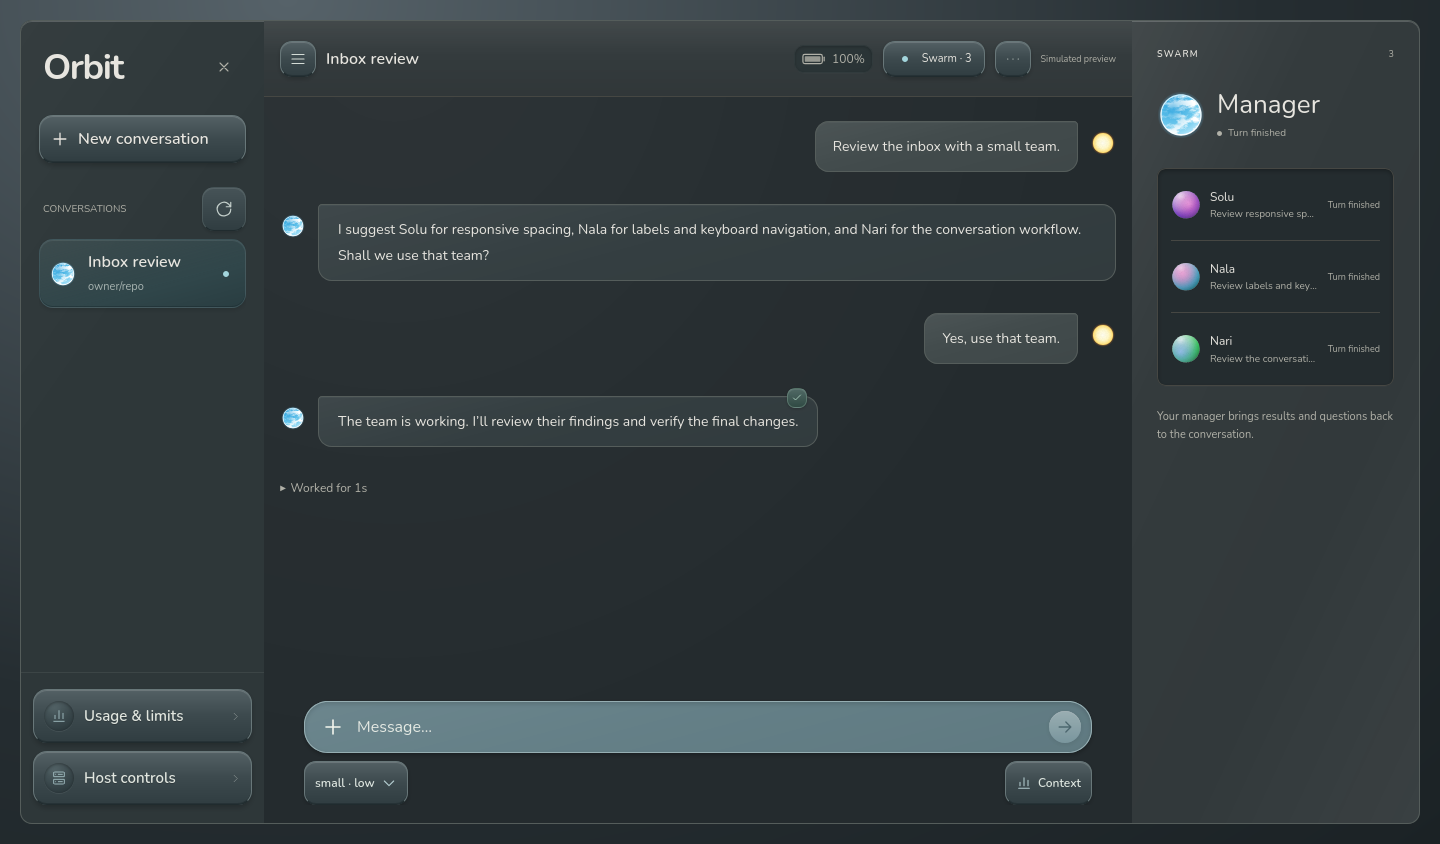 Orbit
New conversation
CONVERSATIONS
Inbox review
owner/repo
Usage & limits
Host controls
Inbox review
100%
Swarm · 3
Simulated preview
Review the inbox with a small team.
I suggest Solu for responsive spacing, Nala for labels and keyboard navigation, and Nari for the conversation workflow.
Shall we use that team?
Yes, use that team.
The team is working. I’ll review their findings and verify the final changes.
Worked for 1s
Message...
small · low
Context
SWARM
3
Manager
Turn finished
Solu
Review responsive sp...
Turn finished
Nala
Review labels and key...
Turn finished
Nari
Review the conversati...
Turn finished
Your manager brings results and questions back
to the conversation.